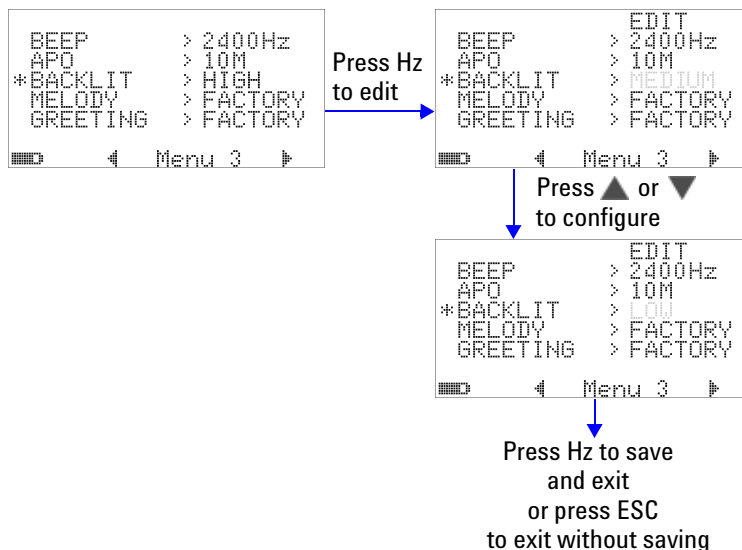 BEEP > 2400Hz
APO > 10M
*BACKLIT > HIGH
MELODY > FACTORY
GREETING > FACTORY
Menu 3
Press Hz
to edit
EDIT
BEEP > 2400Hz
APO > 10M
*BACKLIT > MEDIUM
MELODY > FACTORY
GREETING > FACTORY
Menu 3
Press ▲ or ▼
to configure
EDIT
BEEP > 2400Hz
APO > 10M
*BACKLIT > LOW
MELODY > FACTORY
GREETING > FACTORY
Menu 3
Press Hz to save
and exit
or press ESC
to exit without saving